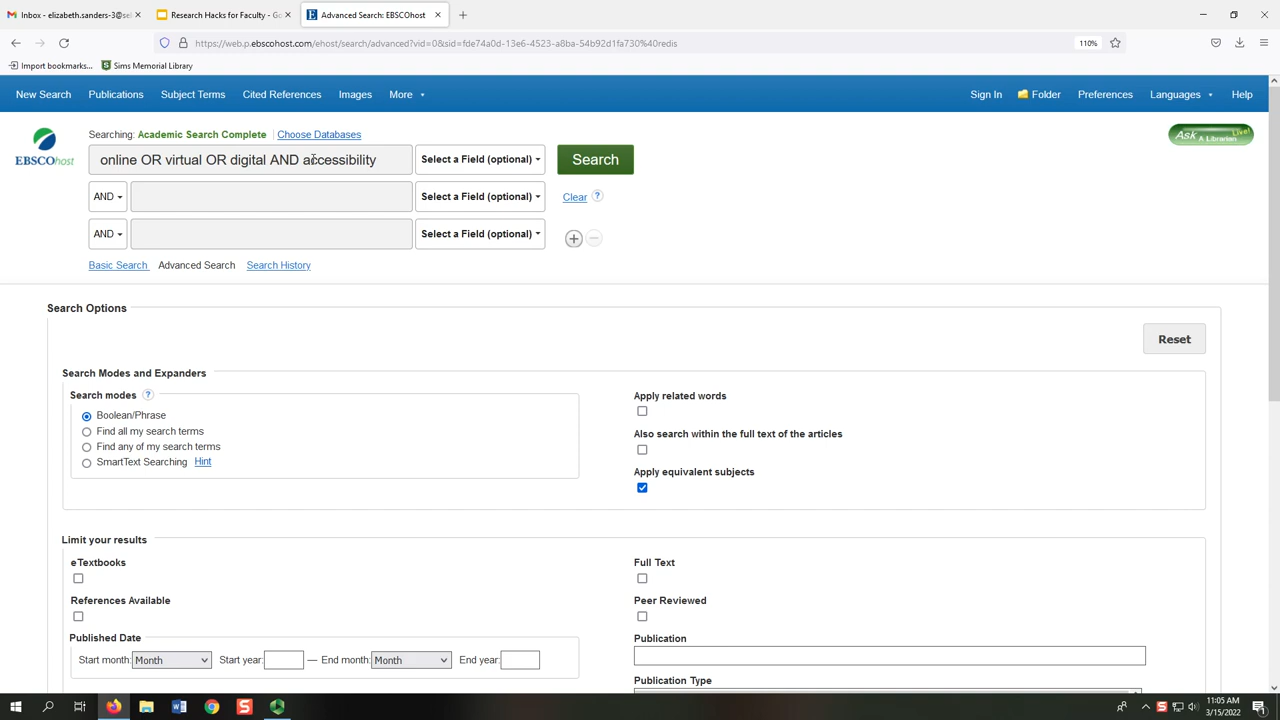 Inbox - elizabeth.sanders-3@sel
Research Hacks for Faculty - Go
Advanced Search: EBSCOhost
https://web.p.ebscohost.com/ehost/search/advanced?vid=0&sid=fde74a0d-13e6-4523-a8ba-54b92d1fa730%40redis
110%
Import bookmarks...
Sims Memorial Library
New Search
Publications
Subject Terms
Cited References
Images
More
Sign In
Folder
Preferences
Languages
Help
Searching: Academic Search Complete
Choose Databases
EBSCOhost
online OR virtual OR digital AND accessibility
Select a Field (optional)
Search
Ask A Librarian Live!
AND
Select a Field (optional)
Clear
?
AND
Select a Field (optional)
Basic Search
Advanced Search
Search History
Search Options
Reset
Search Modes and Expanders
Search modes ?
Boolean/Phrase
Find all my search terms
Find any of my search terms
SmartText Searching Hint
Apply related words
Also search within the full text of the articles
Apply equivalent subjects
Limit your results
eTextbooks
Full Text
References Available
Peer Reviewed
Published Date
Start month: Month Start year: — End month: Month End year:
Publication
Publication Type
11:05 AM
3/15/2022